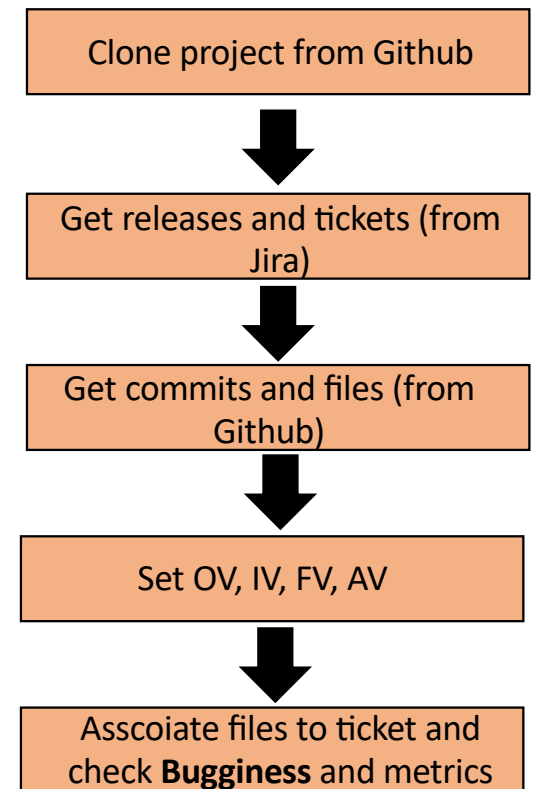 Clone project from Github
Get releases and tickets (from
Jira)
Get commits and files (from
Github)
Set OV, IV, FV, AV
Asscoiate files to ticket and
check Bugginess and metrics